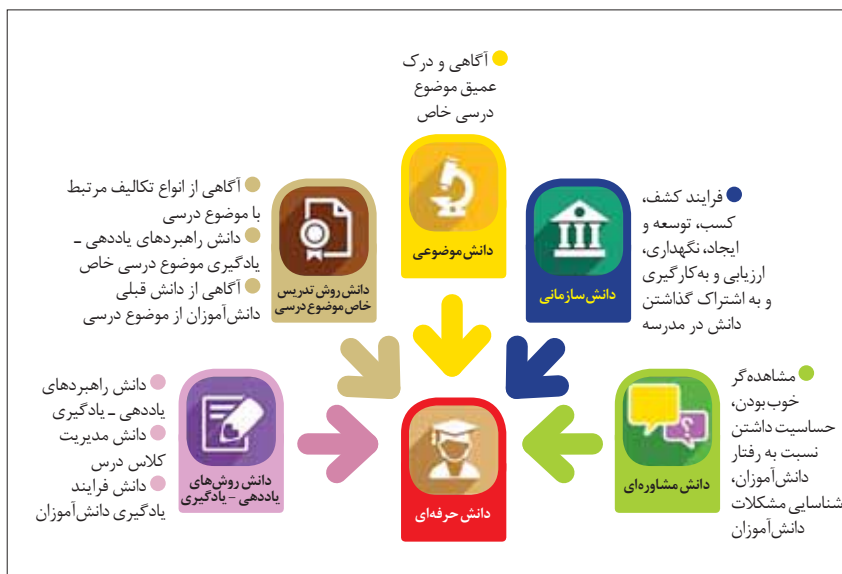 آگاهی و درک
عمیق موضوع
درسی خاص
دانش موضوعی
فرایند کشف،
کسب، توسعه و
ایجاد، نگهداری،
ارزیابی و به‌کارگیری
و به اشتراک گذاشتن
دانش در مدرسه
دانش سازمانی
آگاهی از انواع تکالیف مرتبط
با موضوع درسی
دانش راهبردهای یاددهی ـ
یادگیری موضوع درسی خاص
آگاهی از دانش قبلی
دانش‌آموزان از موضوع درسی
دانش روش تدریس
خاص موضوع درسی
مشاهده‌گر
خوب‌بودن،
حساسیت داشتن
نسبت به رفتار
دانش‌آموزان،
شناسایی مشکلات
دانش‌آموزان
دانش مشاوره‌ای
دانش حرفه‌ای
دانش راهبردهای
یاددهی ـ یادگیری
دانش مدیریت
کلاس درس
دانش فرایند
یادگیری دانش‌آموزان
دانش روش‌های
یاددهی - یادگیری